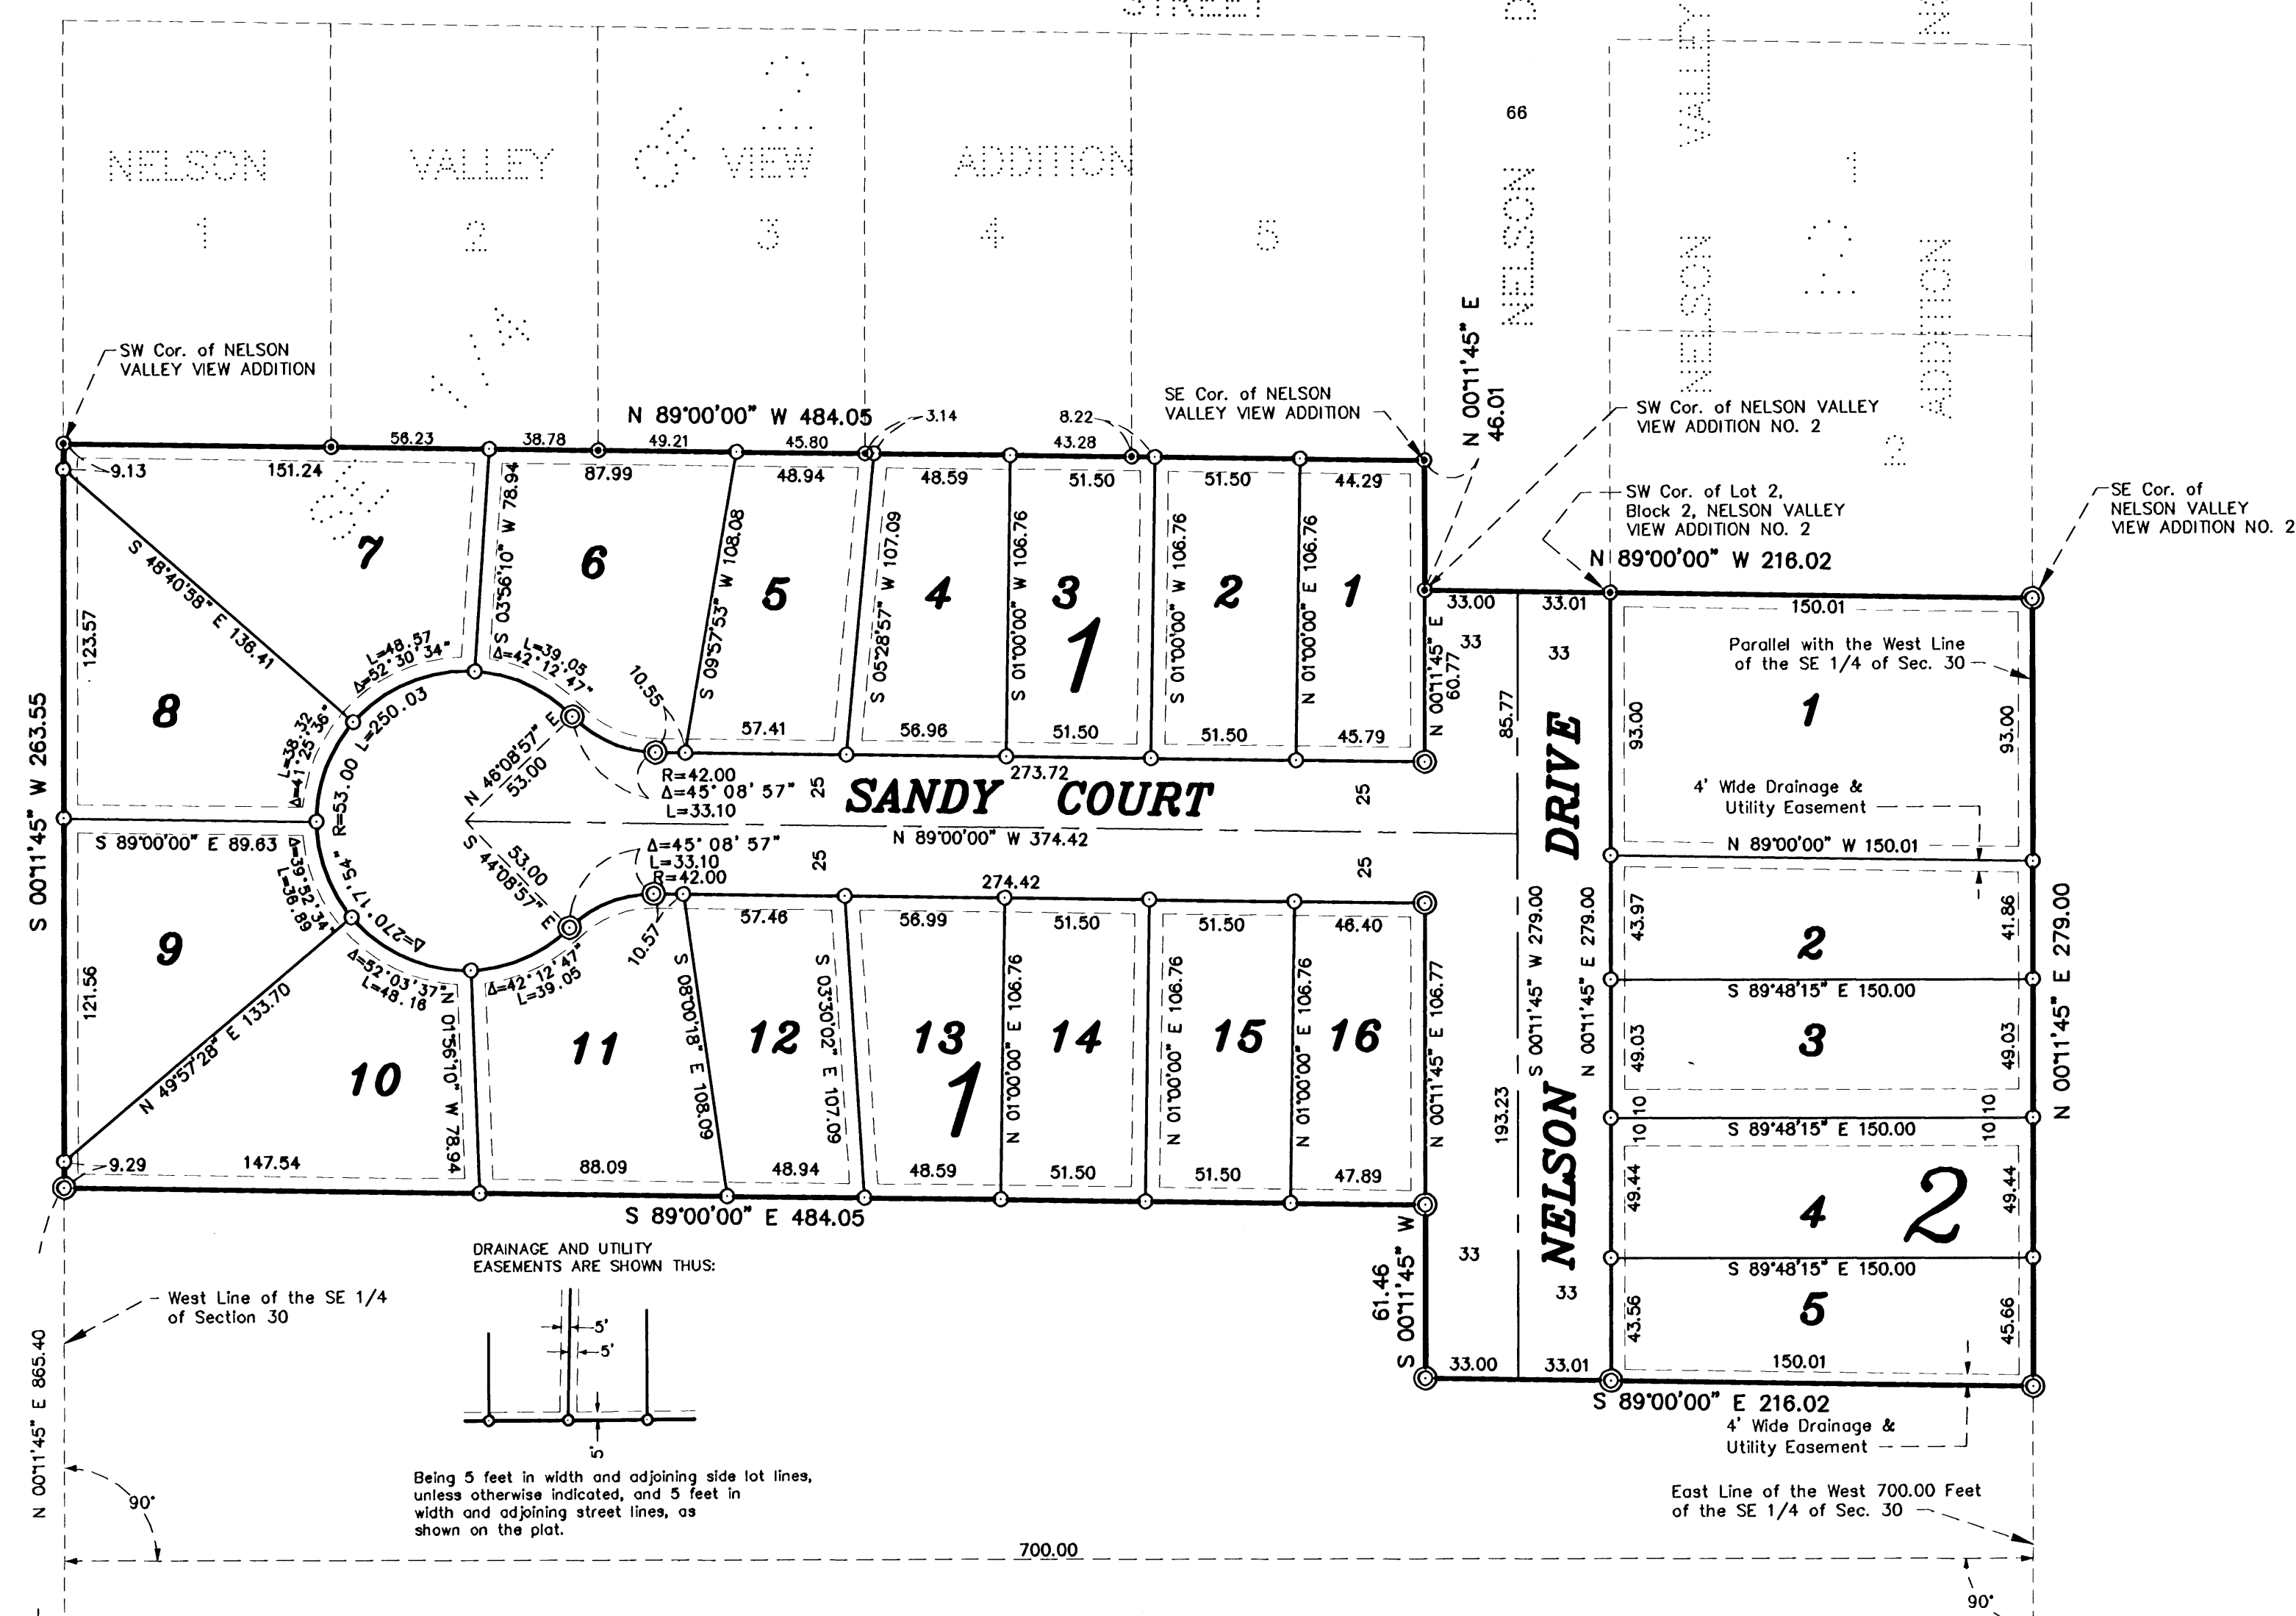 STREET
NELSON
VALLEY
VIEW
ADDITION
1
2
3
4
5
66
NELSON
D
VALLEY
NELSON
1
2
ADDITION
SW Cor. of NELSON
VALLEY VIEW ADDITION
N 89°00'00" W 484.05
3.14
8.22
SE Cor. of NELSON
VALLEY VIEW ADDITION
N 00°11'45" E
46.01
SW Cor. of NELSON VALLEY
VIEW ADDITION NO. 2
SW Cor. of Lot 2,
Block 2, NELSON VALLEY
VIEW ADDITION NO. 2
SE Cor. of
NELSON VALLEY
VIEW ADDITION NO. 2
N 89°00'00" W 216.02
56.23
38.78
49.21
45.80
43.28
9.13
151.24
87.99
48.94
48.59
51.50
51.50
44.29
S 48°40'58" E 136.41
S 03°56'10" W 78.94
S 09°57'53" W 108.08
S 05°28'57" W 107.09
S 01°00'00" W 106.76
S 01°00'00" W 106.76
N 01°00'00" E 106.76
N 00°11'45" E
60.77
7
6
5
4
3
2
1
1
8
123.57
S 00°11'45" W 263.55
L=48.57
Δ=52°30'34"
L=39.05
Δ=42°12'47"
10.55
L=38.32
Δ=41°25'36"
R=53.00 L=250.03
Δ=270°17'54"
N 46°08'57" E
53.00
R=42.00
Δ=45°08'57"
L=33.10
57.41
56.96
51.50
51.50
45.79
273.72
25
25
SANDY COURT
N 89°00'00" W 374.42
33.00
33.01
33
33
85.77
150.01
Parallel with the West Line
of the SE 1/4 of Sec. 30
1
93.00
93.00
4' Wide Drainage &
Utility Easement
N 89°00'00" W 150.01
NELSON DRIVE
S 89°00'00" E 89.63
Δ=39°52'34"
L=36.89
S 44°08'57" E
53.00
Δ=45°08'57"
L=33.10
R=42.00
25
25
274.42
9
121.56
N 49°57'28" E 133.70
Δ=52°03'37"
L=48.16
Δ=42°12'47"
L=39.05
10.57
57.46
56.99
51.50
51.50
46.40
N 01°56'10" W 78.94
S 08°00'18" E 108.09
S 03°30'02" E 107.09
N 01°00'00" E 106.76
N 01°00'00" E 106.76
N 01°00'00" E 106.76
N 00°11'45" E 106.77
10
11
12
13
14
15
16
1
9.29
147.54
88.09
48.94
48.59
51.50
51.50
47.89
S 89°00'00" E 484.05
S 00°11'45" W 279.00
N 00°11'45" E 279.00
193.23
43.97
2
41.86
S 89°48'15" E 150.00
49.03
3
49.03
10 10
S 89°48'15" E 150.00
10 10
49.44
4
2
49.44
S 89°48'15" E 150.00
43.56
5
45.66
150.01
N 00°11'45" E 279.00
61.46
S 00°11'45" W
33
33
33.00
33.01
S 89°00'00" E 216.02
4' Wide Drainage &
Utility Easement
DRAINAGE AND UTILITY
EASEMENTS ARE SHOWN THUS:
5'
5'
5'
Being 5 feet in width and adjoining side lot lines,
unless otherwise indicated, and 5 feet in
width and adjoining street lines, as
shown on the plat.
West Line of the SE 1/4
of Section 30
N 00°11'45" E 865.40
90°
700.00
East Line of the West 700.00 Feet
of the SE 1/4 of Sec. 30
90°